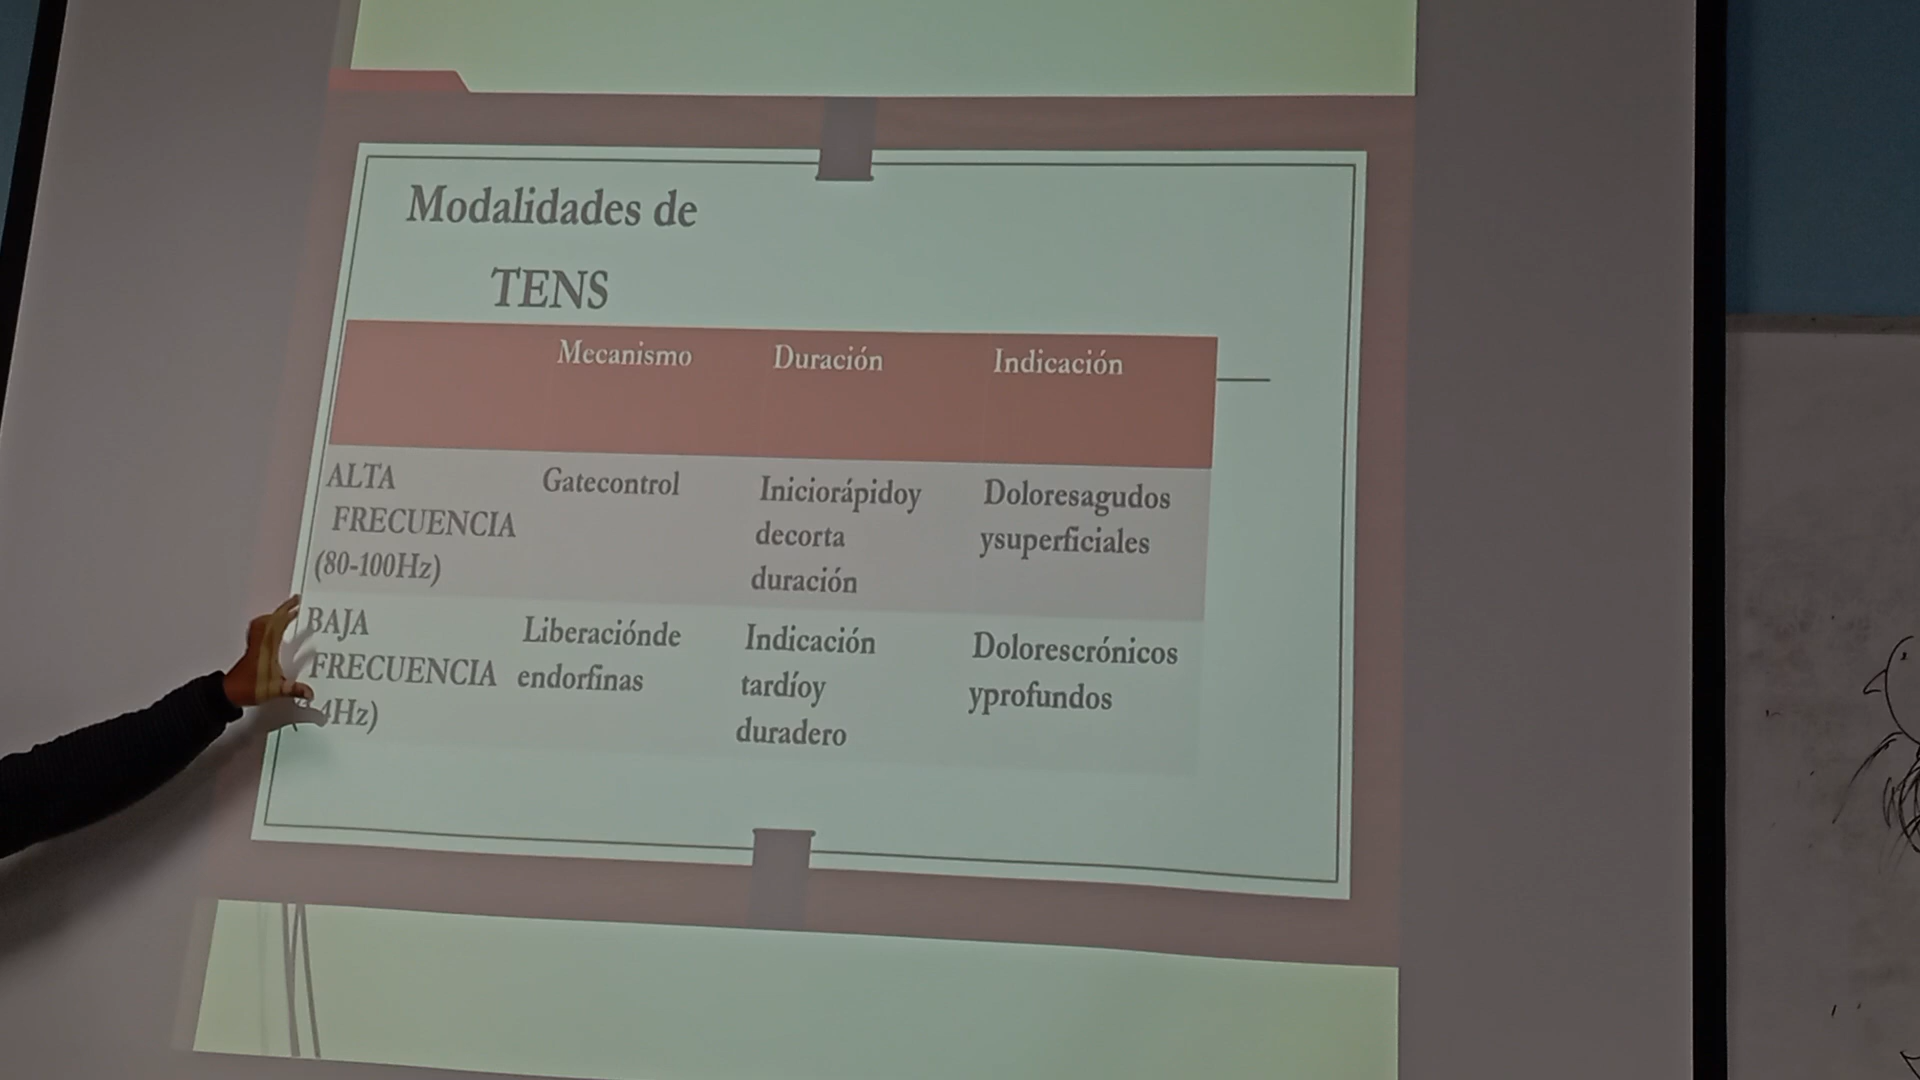 Modalidades de
TENS
Mecanismo Duración Indicación
ALTA
FRECUENCIA
(80-100Hz)
Gatecontrol
Iniciorápidoy
decorta
duración
Doloresagudos
ysuperficiales
BAJA
FRECUENCIA
4Hz)
Liberaciónde
endorfinas
Indicación
tardíoy
duradero
Dolorescrónicos
yprofundos